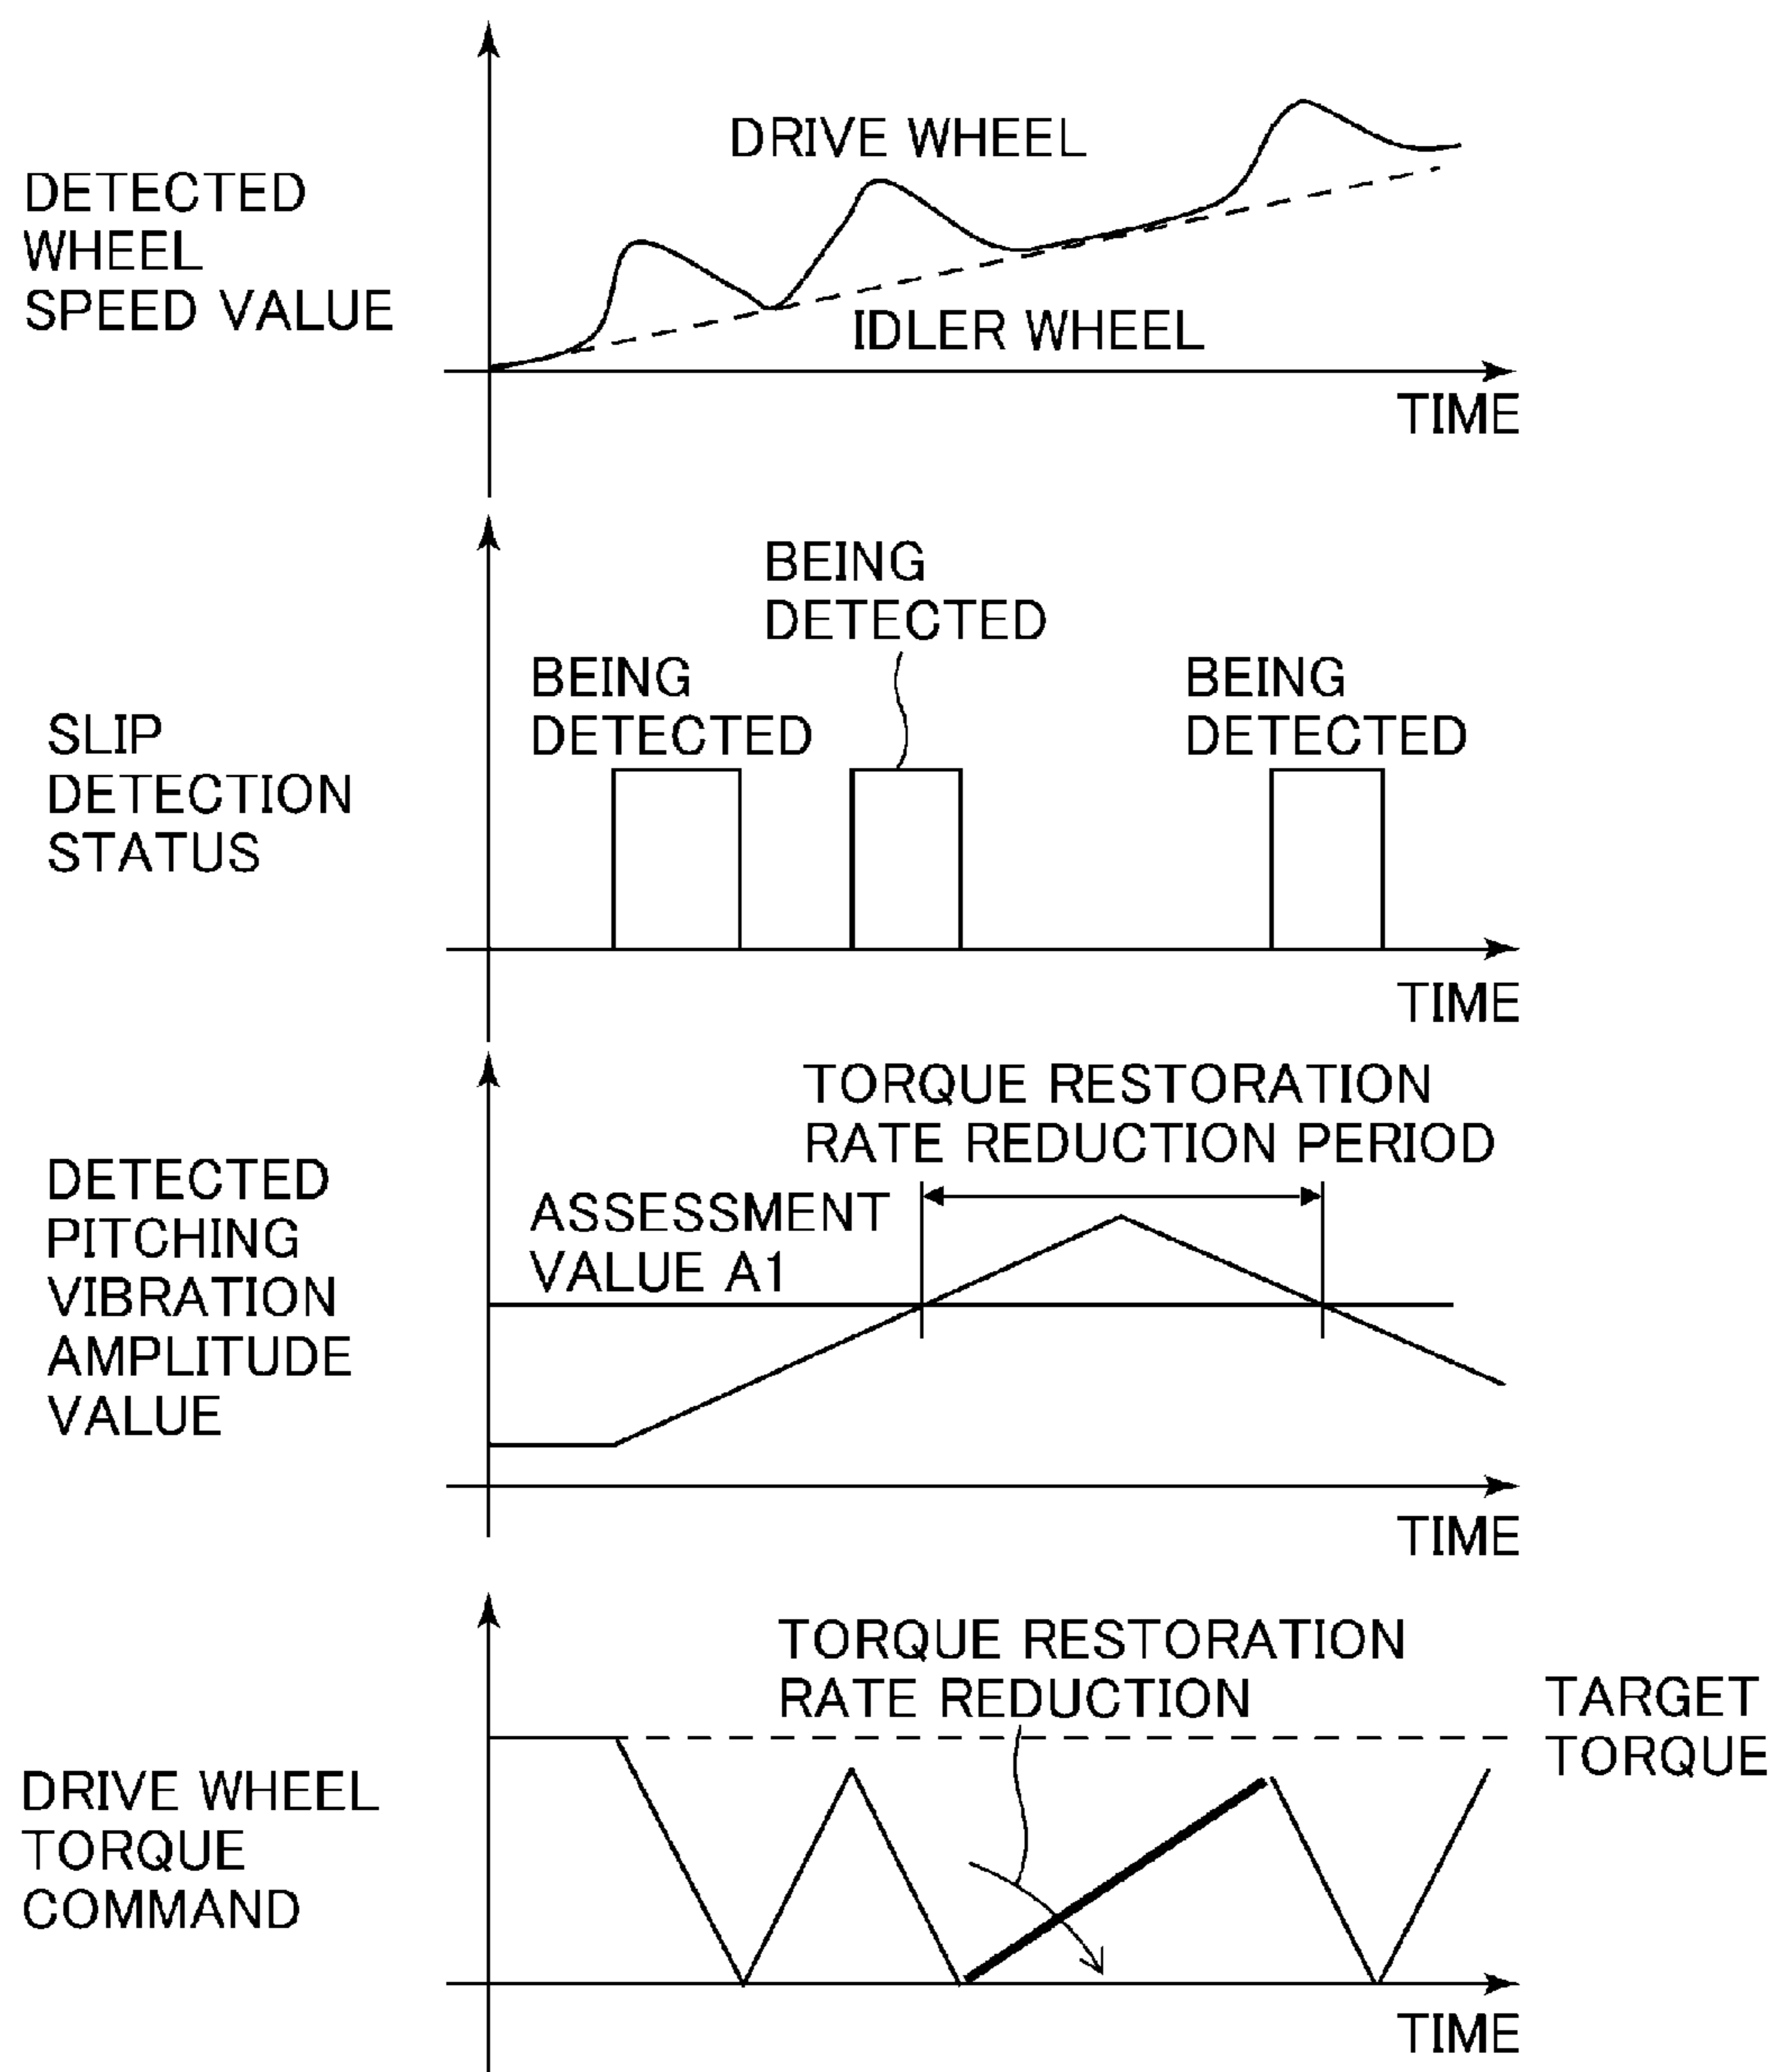 DRIVE WHEEL
DETECTED
WHEEL
SPEED VALUE
IDLER WHEEL
TIME
BEING
DETECTED
BEING
DETECTED
BEING
DETECTED
SLIP
DETECTION
STATUS
TIME
TORQUE RESTORATION
RATE REDUCTION PERIOD
DETECTED
PITCHING
VIBRATION
AMPLITUDE
VALUE
ASSESSMENT
VALUE A1
TIME
TORQUE RESTORATION
RATE REDUCTION
TARGET
TORQUE
DRIVE WHEEL
TORQUE
COMMAND
TIME